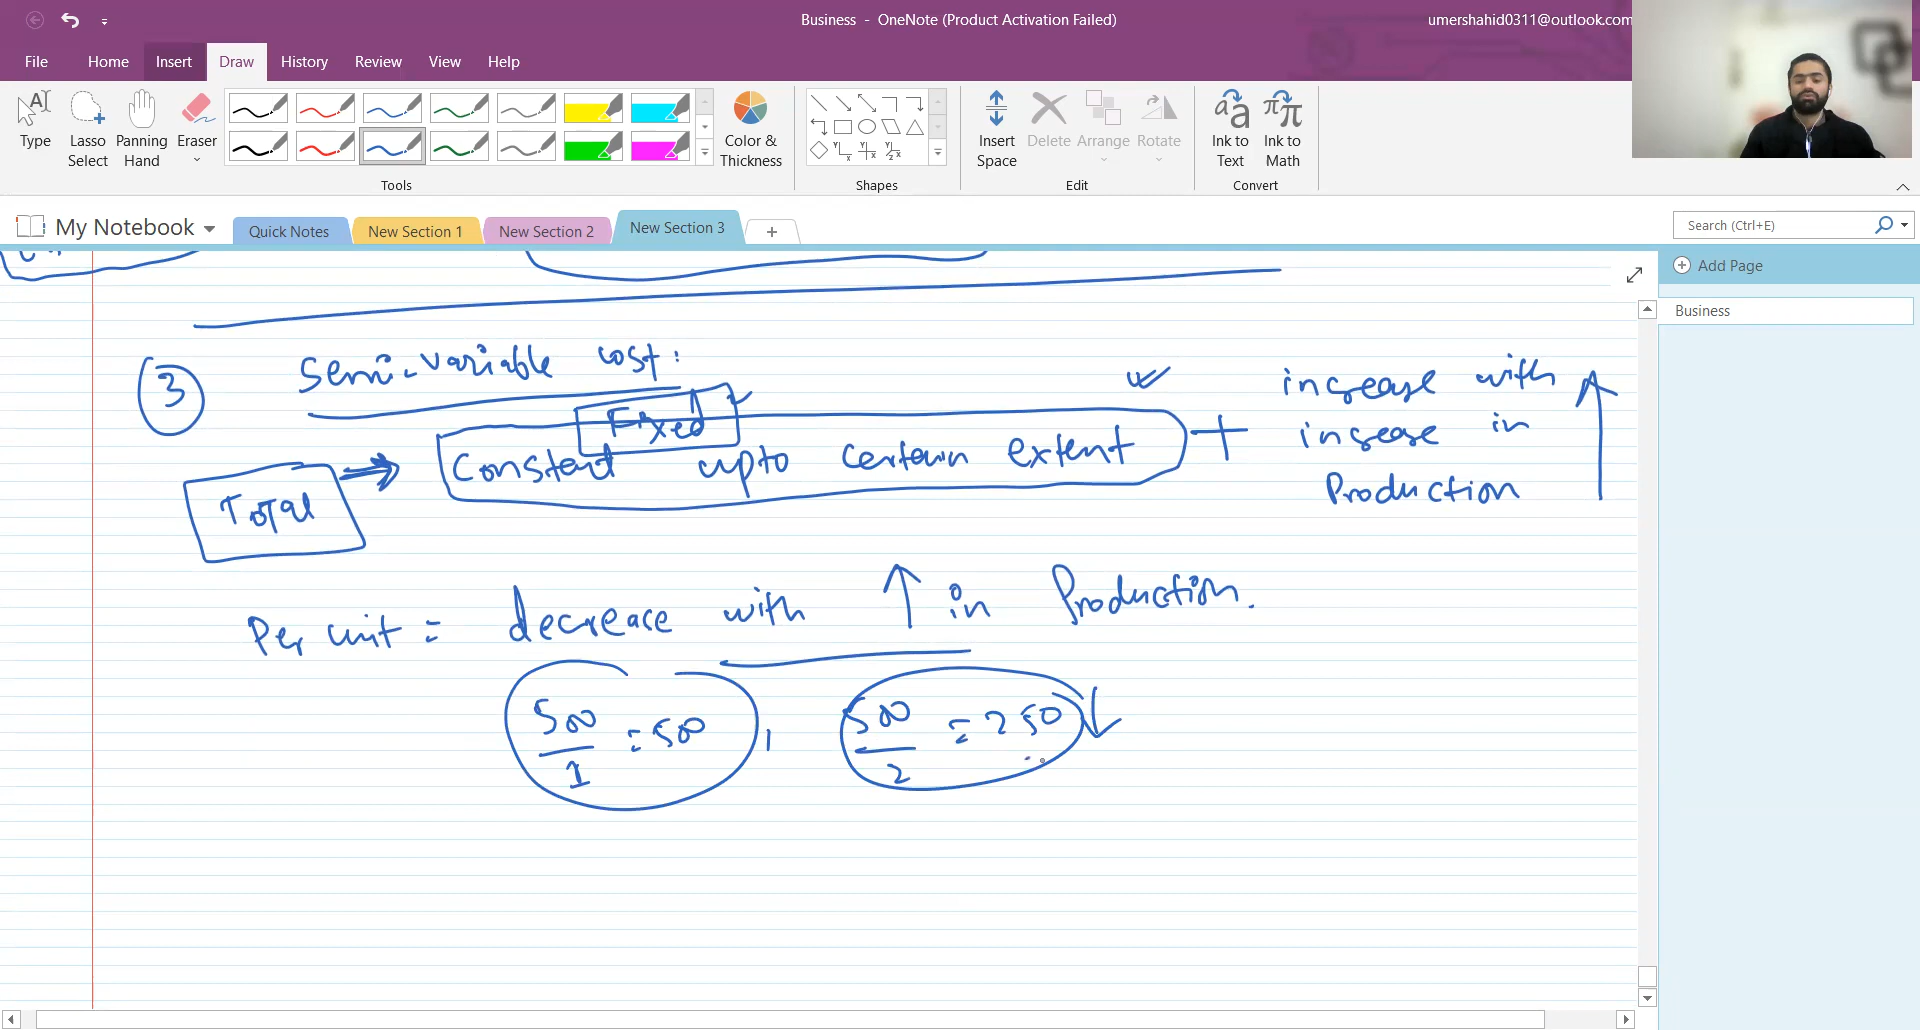 Business - OneNote (Product Activation Failed)
umershahid0311@outlook.com
File Home Insert Draw History Review View Help
Type
Lasso Select
Panning Hand
Eraser
Color & Thickness
Insert Space
Delete
Arrange
Rotate
Ink to Text
Ink to Math
Tools
Shapes
Edit
Convert
My Notebook
Quick Notes
New Section 1
New Section 2
New Section 3
Search (Ctrl+E)
Add Page
Business
3 Semi-variable cost:
Fixed
Total
Constant upto certain extent +
increase with
increase in
Production
Per unit = decrease with ↑ in Production.
500/1 = 500, 500/2 = 250 ↓